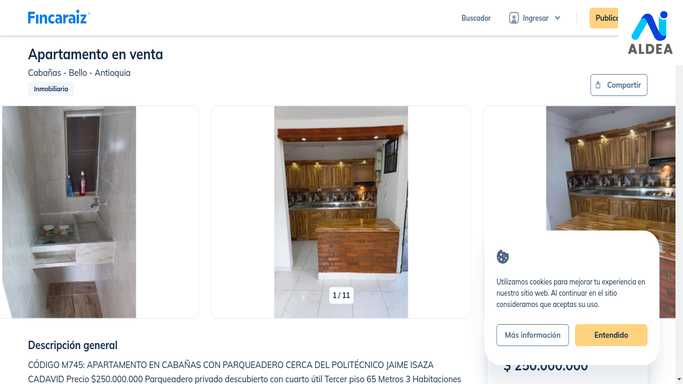 Fincaraiz
Buscador
Ingresar
Publica
ALDEA
Apartamento en venta
Cabañas - Bello - Antioquia
Inmobiliaria
Compartir
1 / 11
Utilizamos cookies para mejorar tu experiencia en
nuestro sitio web. Al continuar en el sitio
consideramos que aceptas su uso.
Más información
Entendido
$ 250.000.000
Descripción general
CÓDIGO M745: APARTAMENTO EN CABAÑAS CON PARQUEADERO CERCA DEL POLITÉCNICO JAIME ISAZA
CADAVID Precio $250.000.000 Parqueadero privado descubierto con cuarto útil Tercer piso 65 Metros 3 Habitaciones